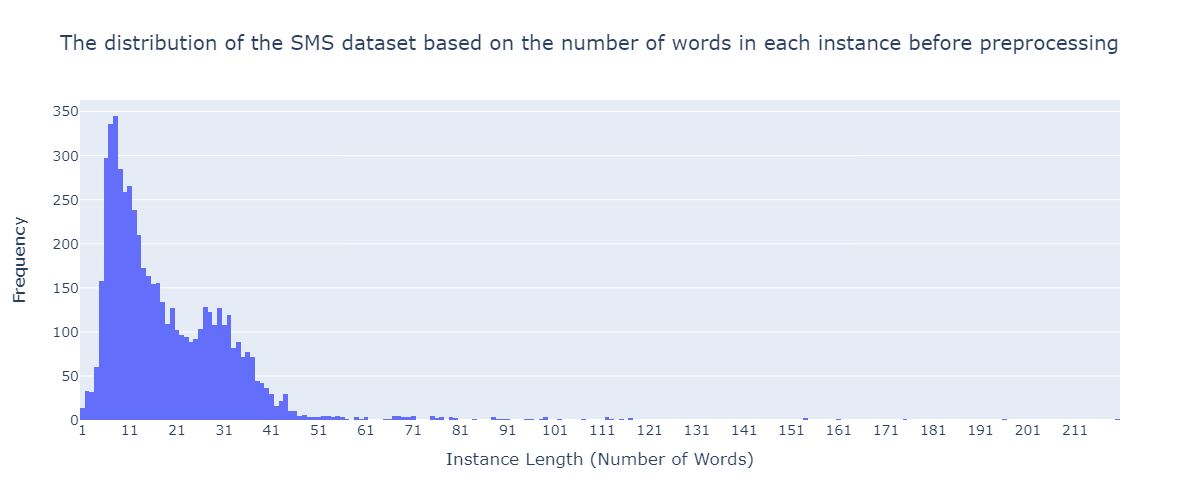 The distribution of the SMS dataset based on the number of words in each instance before preprocessing
350
300
250
200
150
100
50
0
Frequency
1 11 21 31 41 51 61 71 81 91 101 111 121 131 141 151 161 171 181 191 201 211
Instance Length (Number of Words)